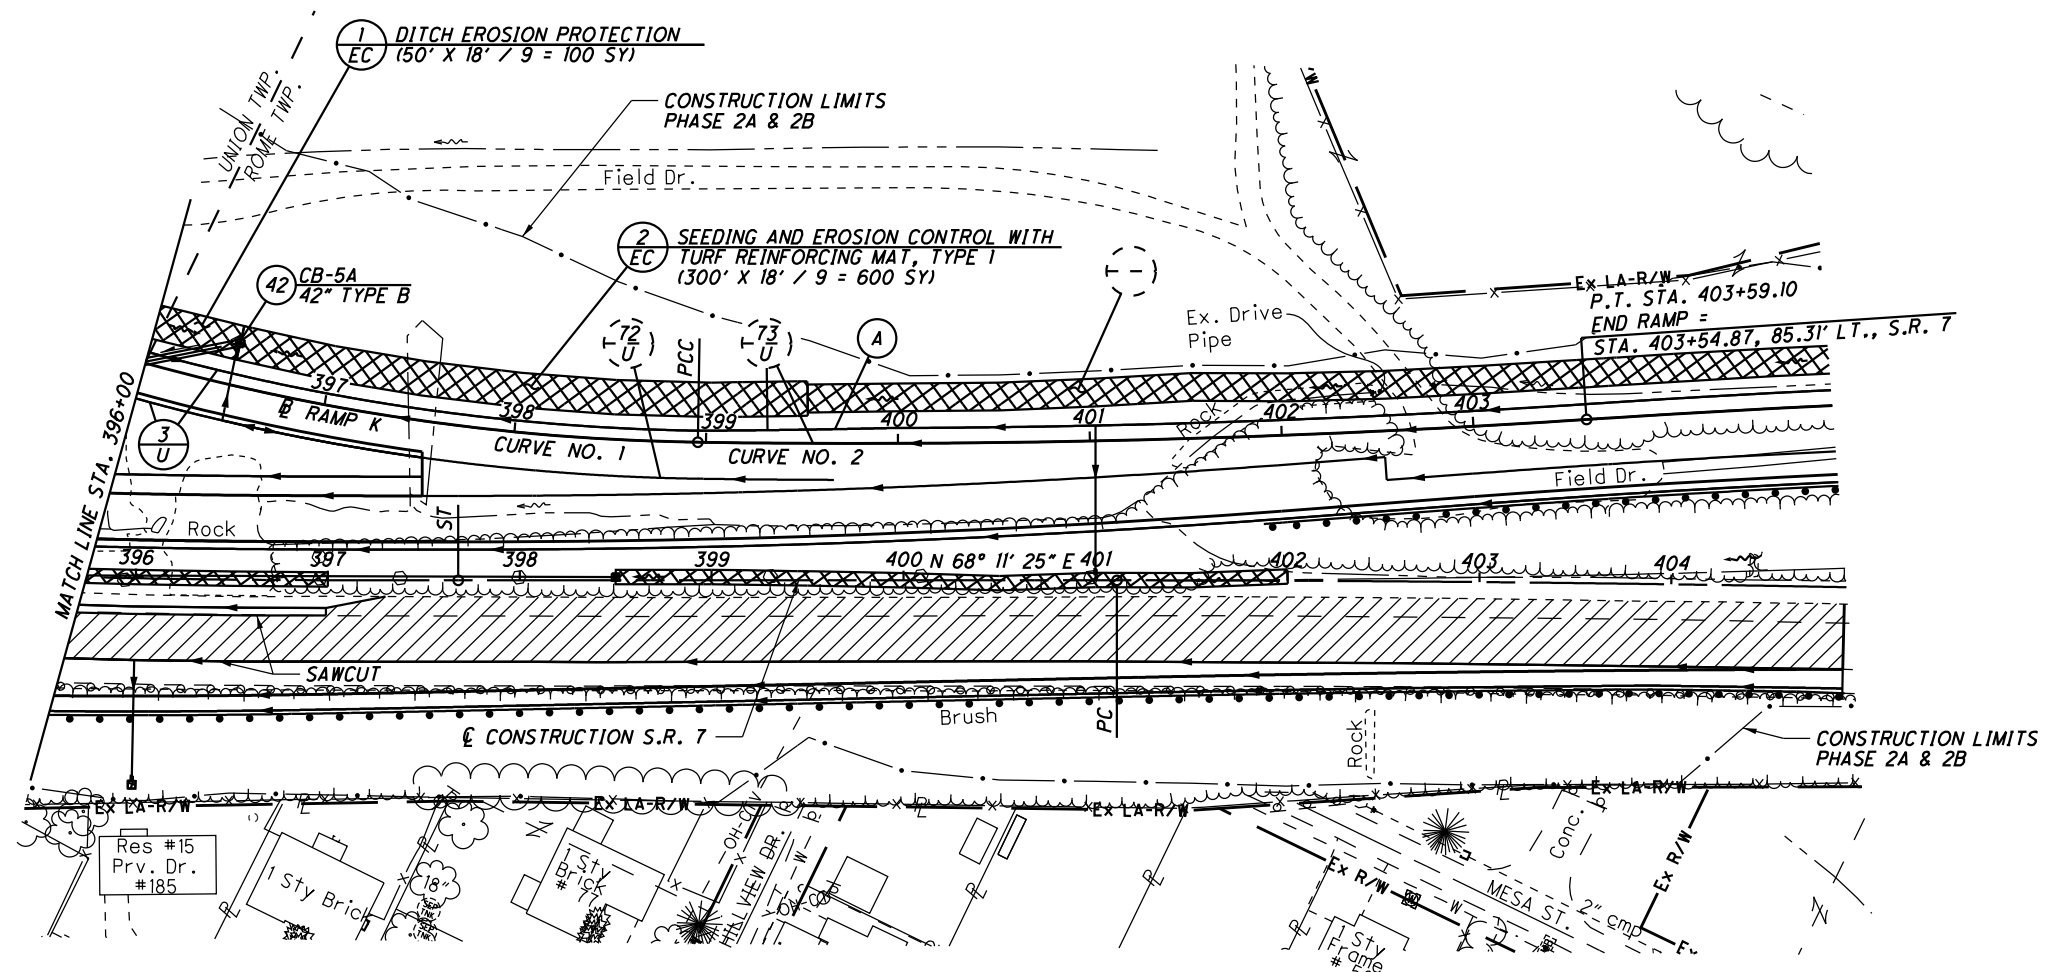 1
EC
DITCH EROSION PROTECTION
(50' X 18' / 9 = 100 SY)
UNION TWP.
ROME TWP.
CONSTRUCTION LIMITS
PHASE 2A & 2B
Field Dr.
2
EC
SEEDING AND EROSION CONTROL WITH
TURF REINFORCING MAT, TYPE 1
(300' X 18' / 9 = 600 SY)
42
CB-5A
42" TYPE B
Ex LA-R/W
P.T. STA. 403+59.10
END RAMP =
STA. 403+54.87, 85.31' LT., S.R. 7
Ex. Drive
Pipe
72
U
PCC
73
U
A
397
398
399
400
401
402
403
℄ RAMP K
CURVE NO. 1
CURVE NO. 2
Rock
3
U
MATCH LINE STA. 396+00
Field Dr.
ST
Rock
396
397
398
399
400
N 68° 11' 25" E
401
402
403
404
SAWCUT
Brush
PC
℄ CONSTRUCTION S.R. 7
Rock
CONSTRUCTION LIMITS
PHASE 2A & 2B
Ex LA-R/W
Ex LA-R/W
Ex LA-R/W
Ex LA-R/W
Res #15
Prv. Dr.
#185
1 Sty Brick
18"
1 Sty
Brick
HILLVIEW DR.
W
Conc.
Ex R/W
Ex R/W
W
MESA ST.
2" cmp
1 Sty
Frame
Ex